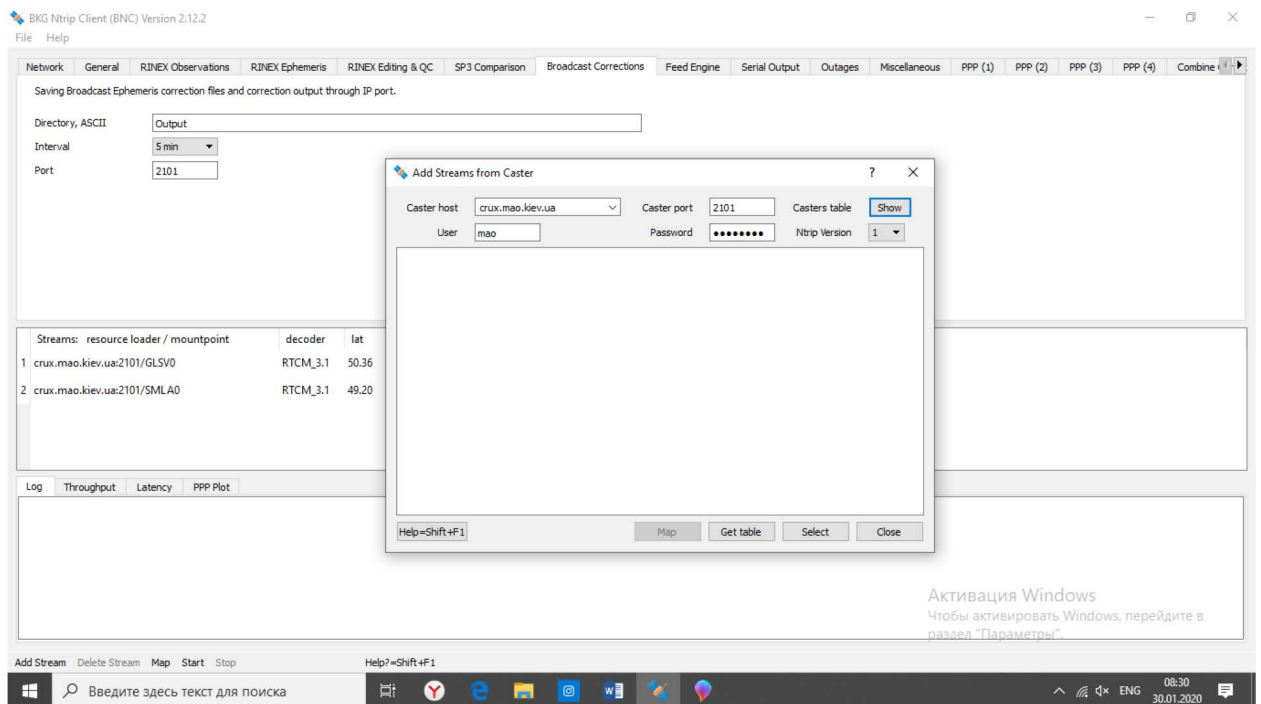 BKG Ntrip Client (BNC) Version 2.12.2
File Help
Network General RINEX Observations RINEX Ephemeris RINEX Editing & QC SP3 Comparison Broadcast Corrections Feed Engine Serial Output Outages Miscellaneous PPP (1) PPP (2) PPP (3) PPP (4) Combine
Saving Broadcast Ephemeris correction files and correction output through IP port.
Directory, ASCII Output
Interval 5 min
Port 2101
Add Streams from Caster ?
Caster host crux.mao.kiev.ua Caster port 2101 Casters table Show
User mao Password Ntrip Version 1
Streams: resource loader / mountpoint decoder lat
1 crux.mao.kiev.ua:2101/GLSV0 RTCM_3.1 50.36
2 crux.mao.kiev.ua:2101/SMLA0 RTCM_3.1 49.20
Log Throughput Latency PPP Plot
Help=Shift+F1 Map Get table Select Close
Активация Windows
Чтобы активировать Windows, перейдите в
раздел "Параметры".
Add Stream Delete Stream Map Start Stop Help?=Shift+F1
Введите здесь текст для поиска ENG 08:30
30.01.2020